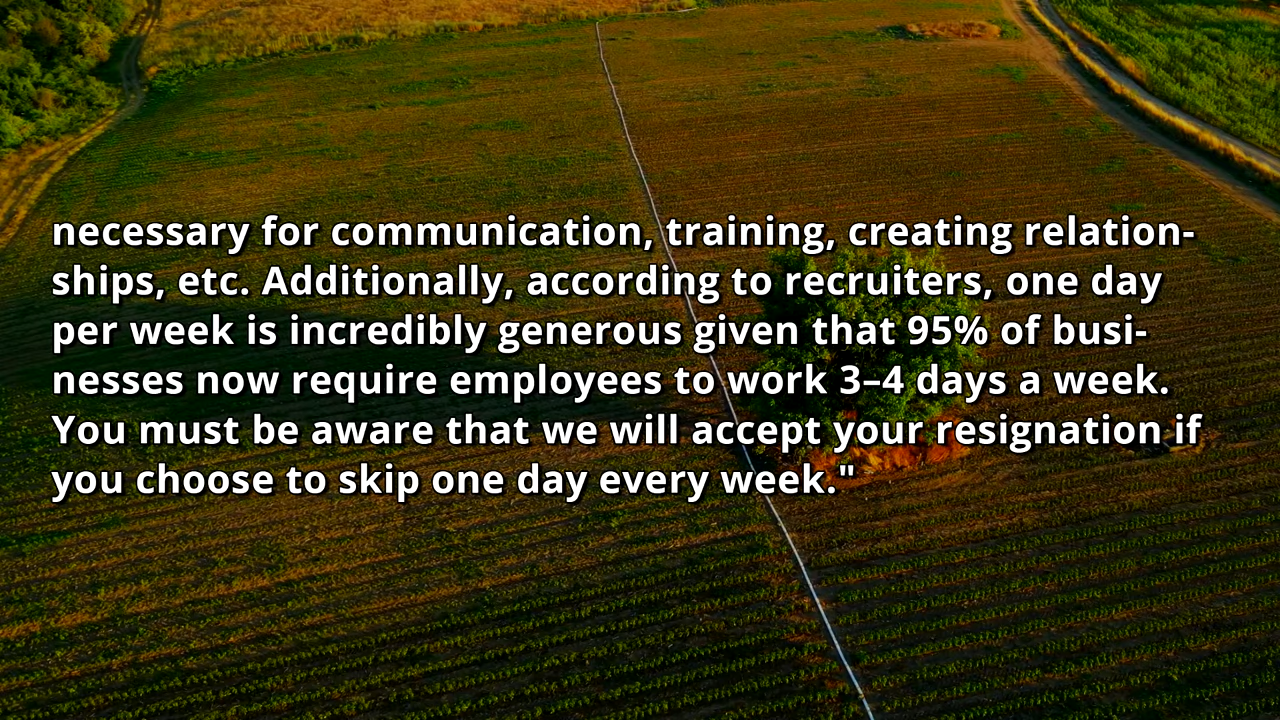 necessary for communication, training, creating relation-
ships, etc. Additionally, according to recruiters, one day
per week is incredibly generous given that 95% of busi-
nesses now require employees to work 3–4 days a week.
You must be aware that we will accept your resignation if
you choose to skip one day every week."